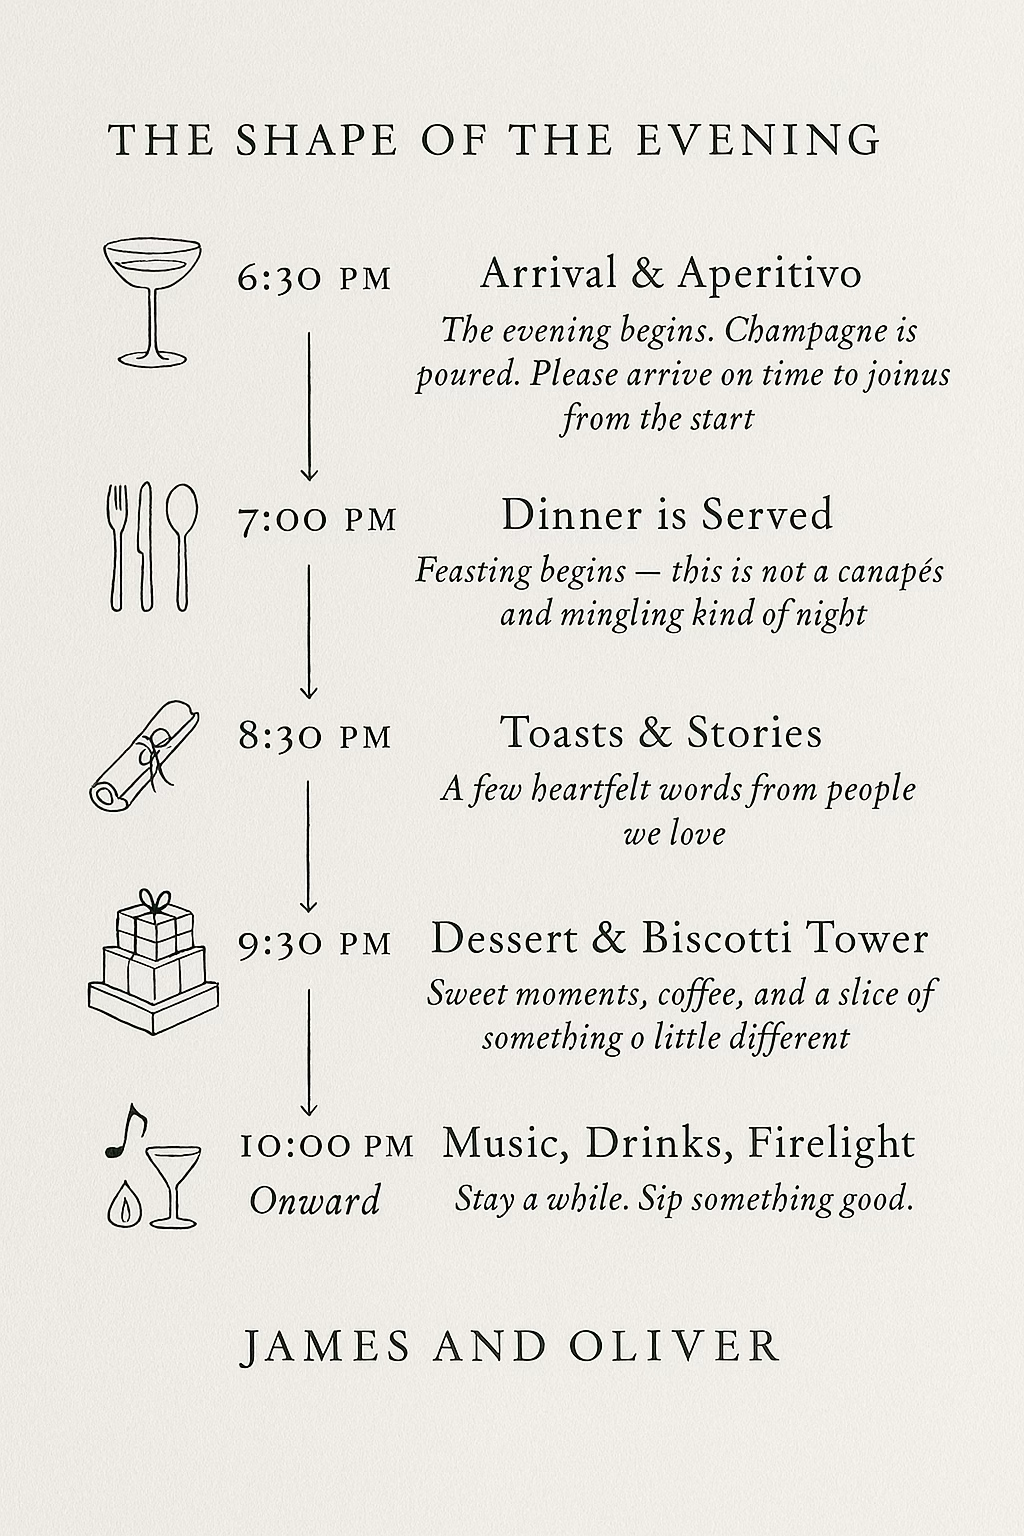 THE SHAPE OF THE EVENING
6:30 PM
Arrival & Aperitivo
The evening begins. Champagne is
poured. Please arrive on time to joinus
from the start
7:00 PM
Dinner is Served
Feasting begins — this is not a canapés
and mingling kind of night
8:30 PM
Toasts & Stories
A few heartfelt words from people
we love
9:30 PM
Dessert & Biscotti Tower
Sweet moments, coffee, and a slice of
something o little different
10:00 PM
Onward
Music, Drinks, Firelight
Stay a while. Sip something good.
JAMES AND OLIVER